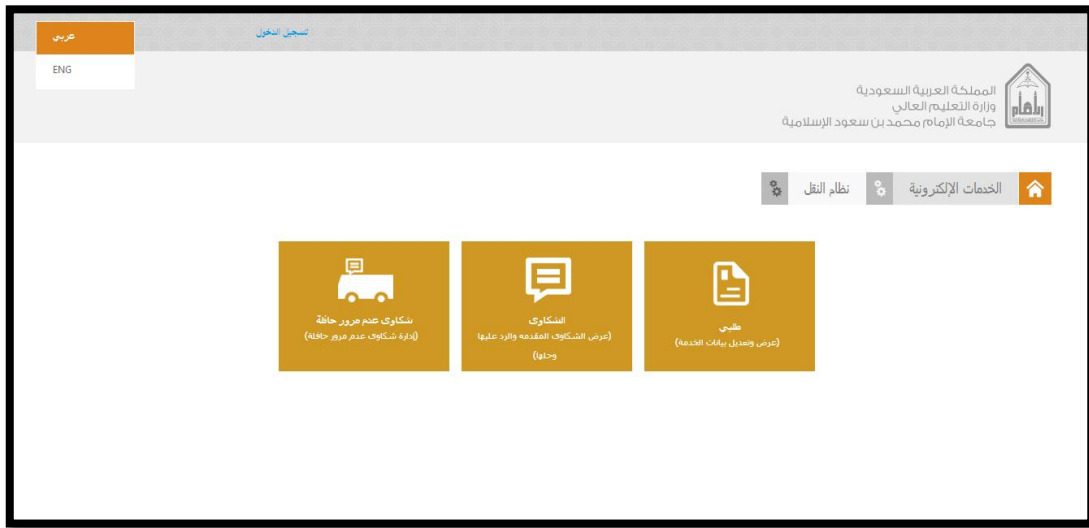 عربي
تسجيل الدخول
ENG
المملكة العربية السعودية
وزارة التعليم العالي
جامعة الإمام محمد بن سعود الإسلامية
الخدمات الإلكترونية
نظام النقل
طلبي
(عرض وتعديل بيانات الخدمة)
الشكاوى
(عرض الشكاوى المقدمه والرد عليها
وحلها)
شكاوى عدم مرور حافلة
(إدارة شكاوى عدم مرور حافلة)